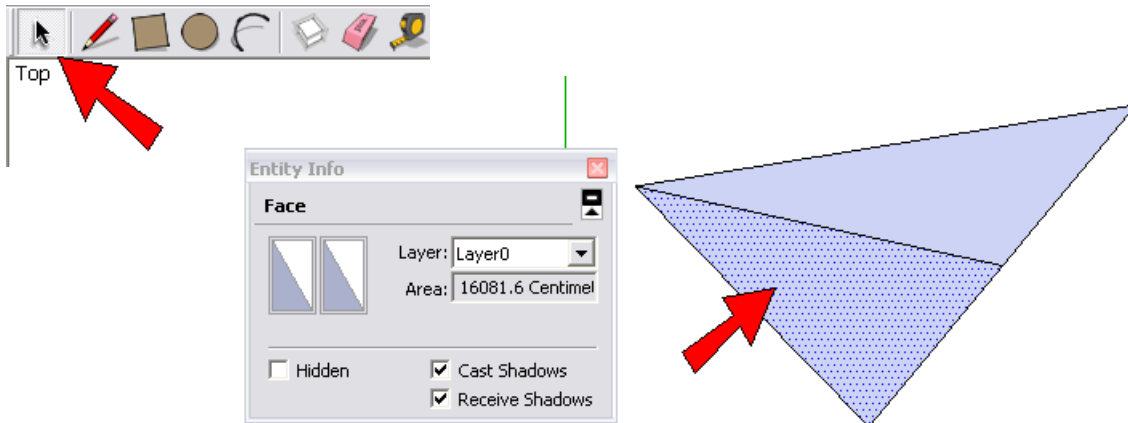 Top
Entity Info
Face
Layer: Layer0
Area: 16081.6 Centime
Hidden
Cast Shadows
Receive Shadows